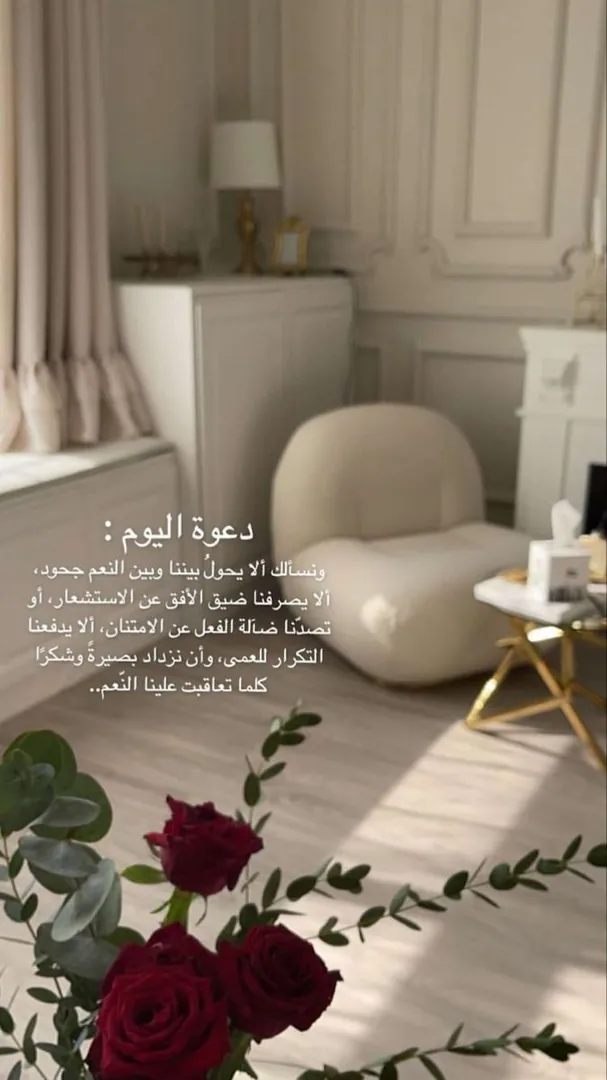 دعوة اليوم :
ونسألك ألا يحولُ بيننا وبين النعم جحود،
ألا يصرفنا ضيق الأفق عن الاستشعار، أو
تصدّنا ضآلة الفعل عن الامتنان، ألا يدفعنا
التكرار للعمى، وأن نزداد بصيرةً وشكرًا
كلما تعاقبت علينا النّعم..